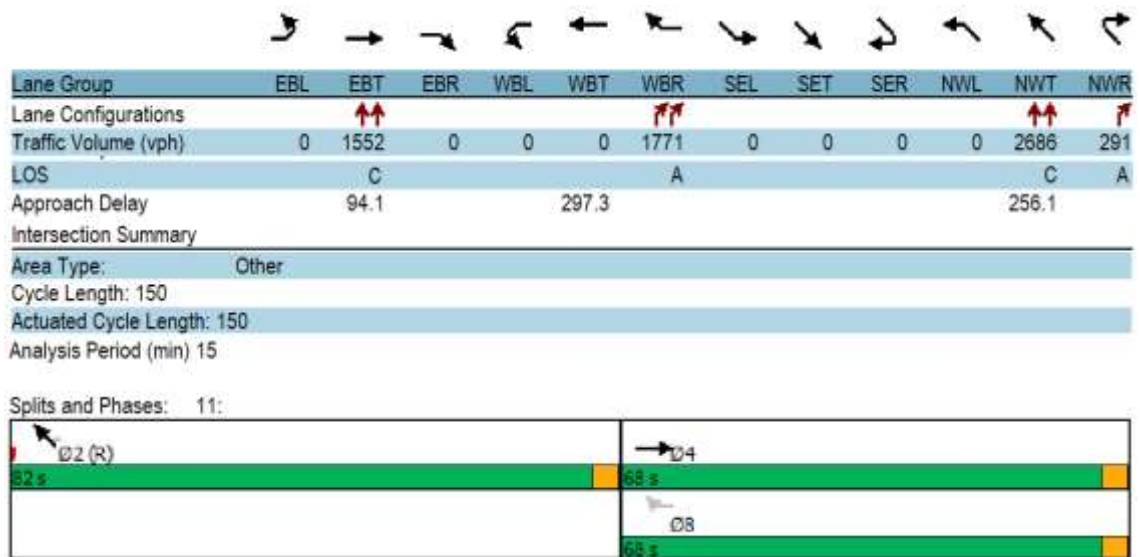 Lane Group EBL EBT EBR WBL WBT WBR SEL SET SER NWL NWT NWR
Lane Configurations
Traffic Volume (vph) 0 1552 0 0 0 1771 0 0 0 0 2686 291
LOS C A C A
Approach Delay 94.1 297.3 256.1
Intersection Summary
Area Type: Other
Cycle Length: 150
Actuated Cycle Length: 150
Analysis Period (min) 15
Splits and Phases: 11:
Ø2 (R) Ø4
82 s 68 s
Ø8
68 s